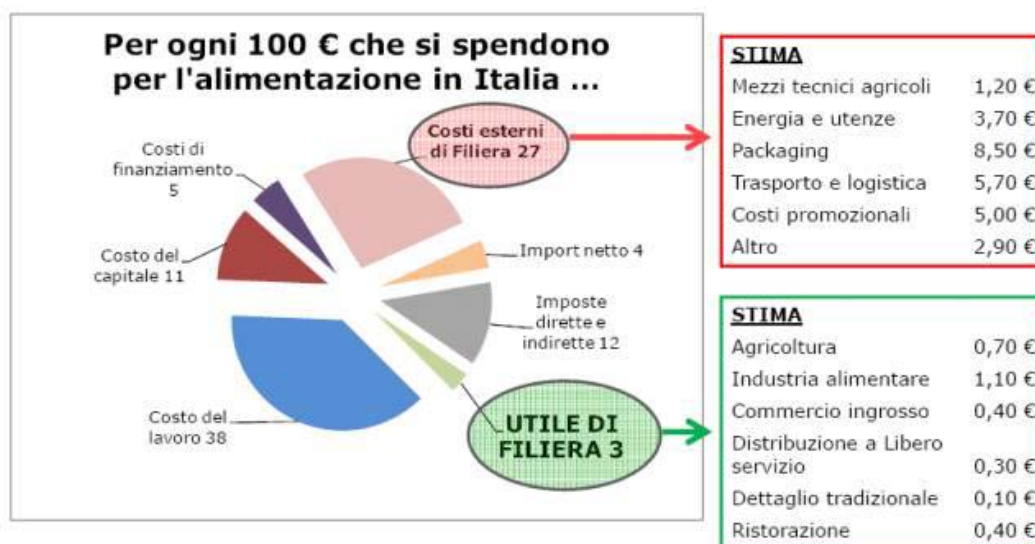 Per ogni 100 € che si spendono
per l'alimentazione in Italia ...
Costi esterni
di Filiera 27
Costi di
finanziamento
5
Costo del
capitale 11
Import netto 4
Imposte
dirette e
indirette 12
Costo del
lavoro 38
UTILE DI
FILIERA 3
STIMA
Mezzi tecnici agricoli 1,20 €
Energia e utenze 3,70 €
Packaging 8,50 €
Trasporto e logistica 5,70 €
Costi promozionali 5,00 €
Altro 2,90 €
STIMA
Agricoltura 0,70 €
Industria alimentare 1,10 €
Commercio ingrosso 0,40 €
Distribuzione a Libero
servizio 0,30 €
Dettaglio tradizionale 0,10 €
Ristorazione 0,40 €